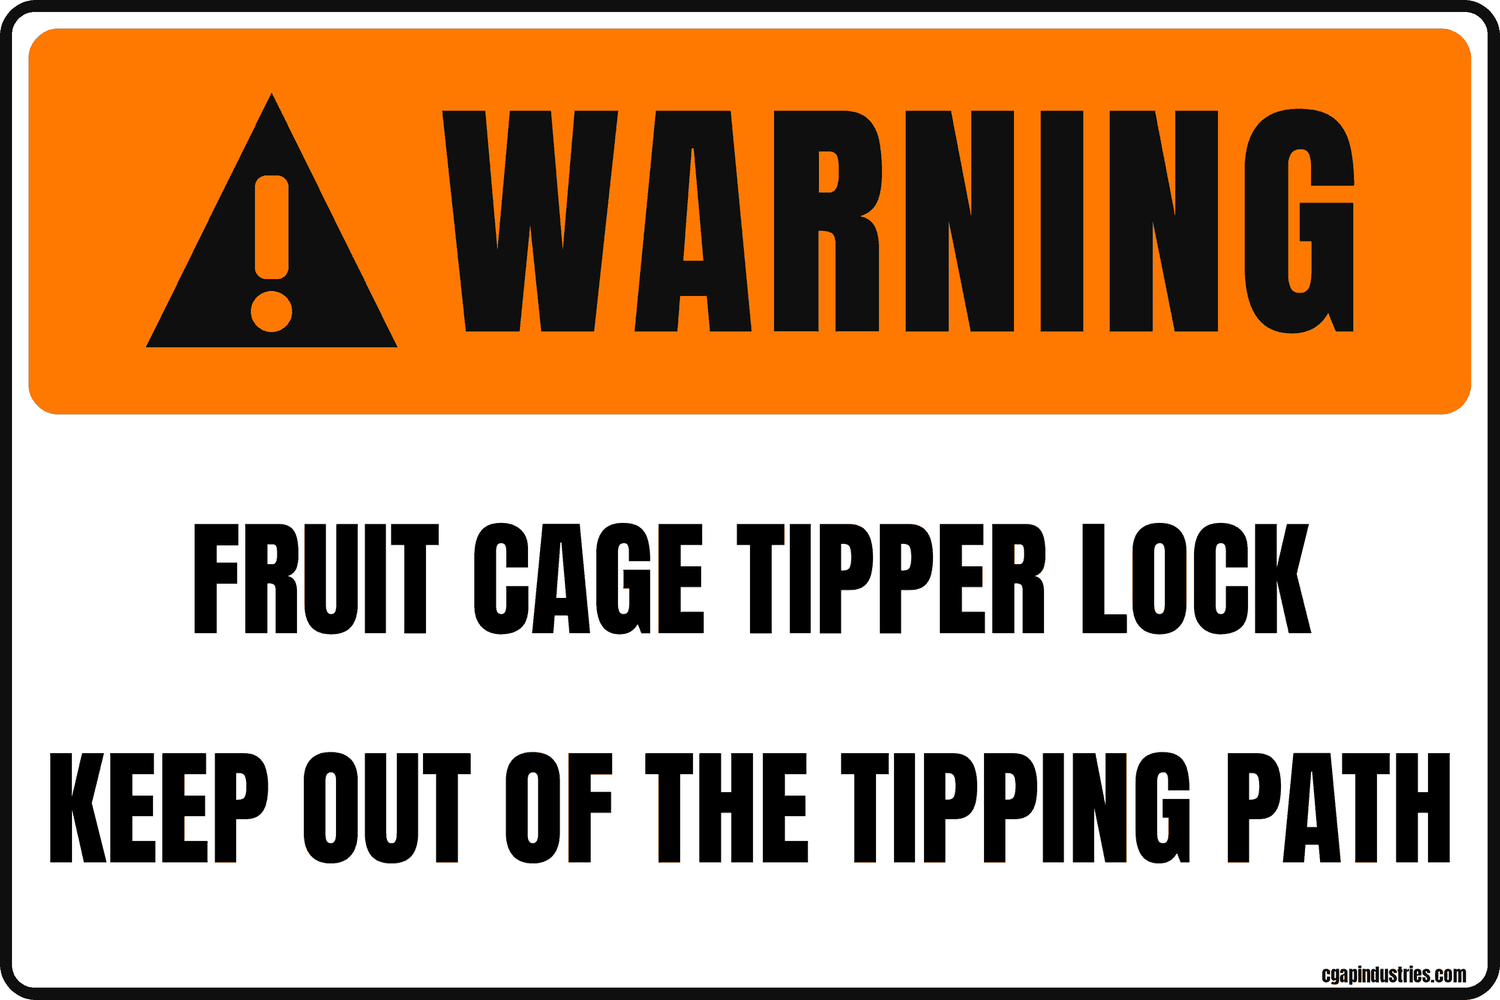 WARNING
FRUIT CAGE TIPPER LOCK
KEEP OUT OF THE TIPPING PATH
cgapindustries.com